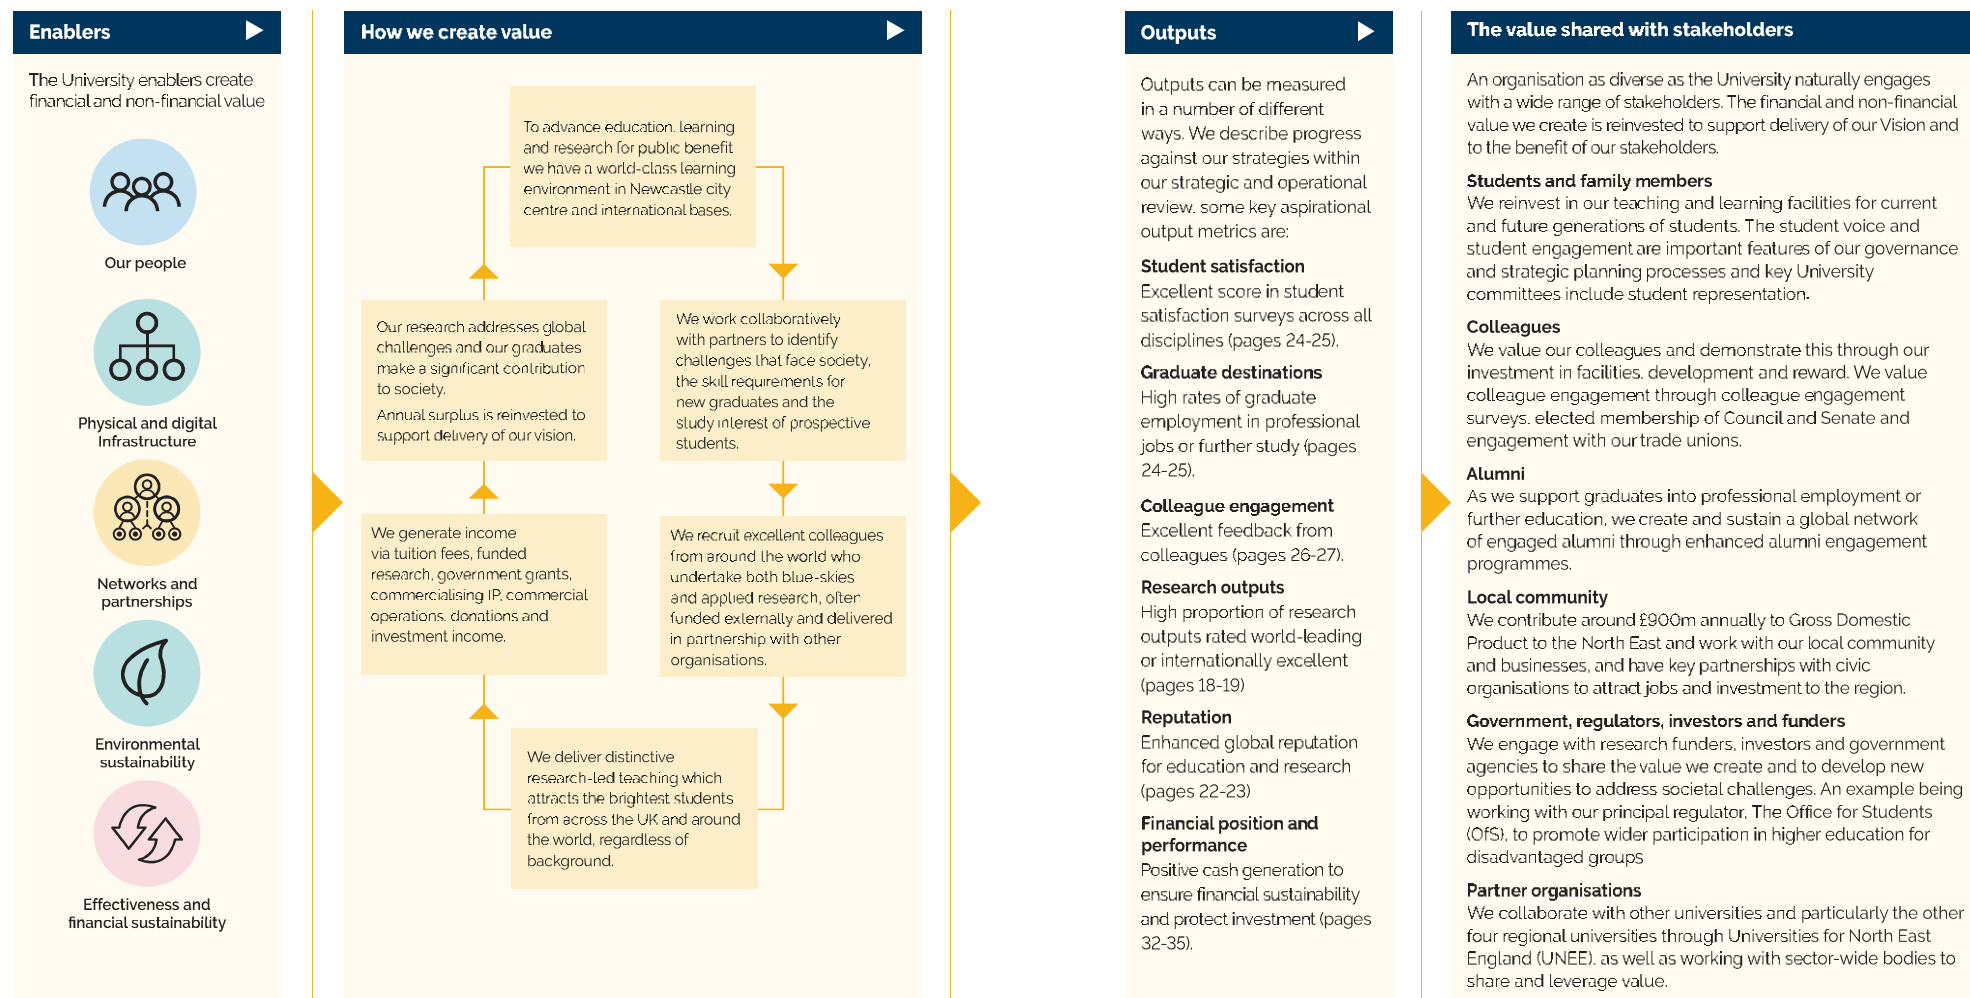 Enablers
The University enablers create
financial and non-financial value
Our people
Physical and digital
Infrastructure
Networks and
partnerships
Environmental
sustainability
Effectiveness and
financial sustainability
How we create value
To advance education, learning
and research for public benefit
we have a world-class learning
environment in Newcastle city
centre and international bases.
We work collaboratively
with partners to identify
challenges that face society,
the skill requirements for
new graduates and the
study interest of prospective
students.
We recruit excellent colleagues
from around the world who
undertake both blue-skies
and applied research, often
funded externally and delivered
in partnership with other
organisations.
We deliver distinctive
research-led teaching which
attracts the brightest students
from across the UK and around
the world, regardless of
background.
We generate income
via tuition fees, funded
research, government grants,
commercialising IP, commercial
operations, donations and
investment income.
Our research addresses global
challenges and our graduates
make a significant contribution
to society.
Annual surplus is reinvested to
support delivery of our vision.
Outputs
Outputs can be measured
in a number of different
ways. We describe progress
against our strategies within
our strategic and operational
review, some key aspirational
output metrics are:
Student satisfaction
Excellent score in student
satisfaction surveys across all
disciplines (pages 24-25).
Graduate destinations
High rates of graduate
employment in professional
jobs or further study (pages
24-25).
Colleague engagement
Excellent feedback from
colleagues (pages 26-27).
Research outputs
High proportion of research
outputs rated world-leading
or internationally excellent
(pages 18-19)
Reputation
Enhanced global reputation
for education and research
(pages 22-23)
Financial position and
performance
Positive cash generation to
ensure financial sustainability
and protect investment (pages
32-35).
The value shared with stakeholders
An organisation as diverse as the University naturally engages
with a wide range of stakeholders. The financial and non-financial
value we create is reinvested to support delivery of our Vision and
to the benefit of our stakeholders.
Students and family members
We reinvest in our teaching and learning facilities for current
and future generations of students. The student voice and
student engagement are important features of our governance
and strategic planning processes and key University
committees include student representation.
Colleagues
We value our colleagues and demonstrate this through our
investment in facilities, development and reward. We value
colleague engagement through colleague engagement
surveys, elected membership of Council and Senate and
engagement with our trade unions.
Alumni
As we support graduates into professional employment or
further education, we create and sustain a global network
of engaged alumni through enhanced alumni engagement
programmes.
Local community
We contribute around £900m annually to Gross Domestic
Product to the North East and work with our local community
and businesses, and have key partnerships with civic
organisations to attract jobs and investment to the region.
Government, regulators, investors and funders
We engage with research funders, investors and government
agencies to share the value we create and to develop new
opportunities to address societal challenges. An example being
working with our principal regulator, The Office for Students
(OfS), to promote wider participation in higher education for
disadvantaged groups
Partner organisations
We collaborate with other universities and particularly the other
four regional universities through Universities for North East
England (UNEE), as well as working with sector-wide bodies to
share and leverage value.